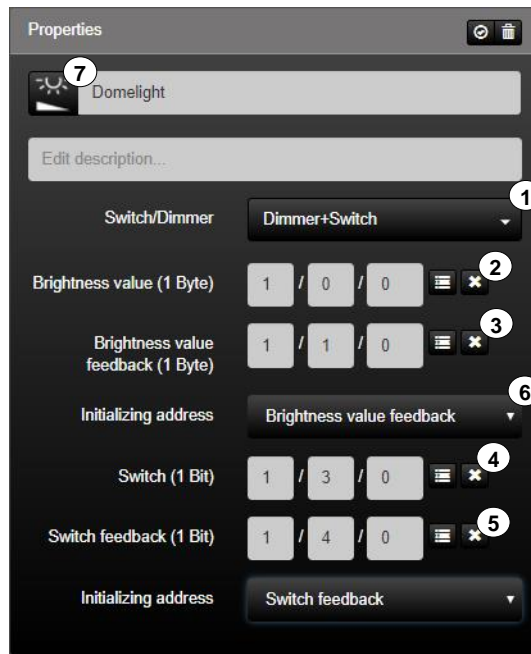 Properties
7
Domelight
Edit description...
1
Switch/Dimmer Dimmer+Switch
2
Brightness value (1 Byte) 1 / 0 / 0
3
Brightness value
feedback (1 Byte) 1 / 1 / 0
6
Initializing address Brightness value feedback
4
Switch (1 Bit) 1 / 3 / 0
5
Switch feedback (1 Bit) 1 / 4 / 0
Initializing address Switch feedback